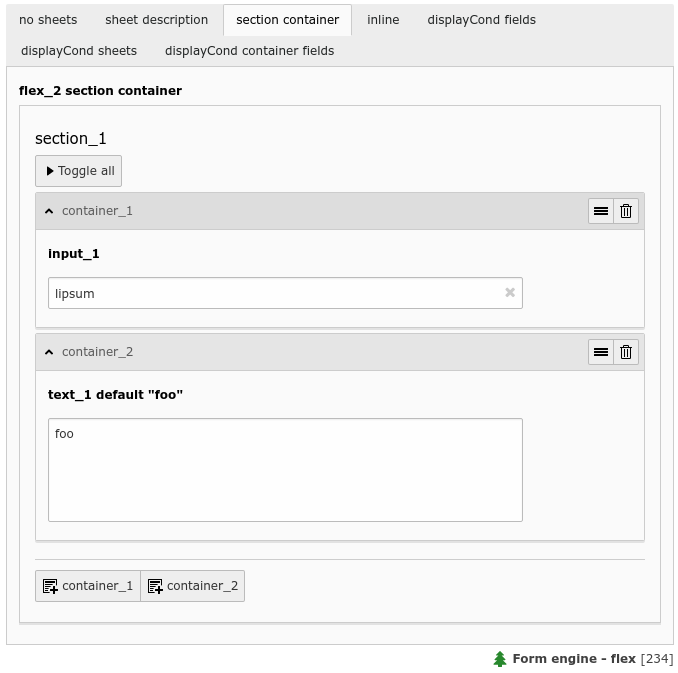 no sheets sheet description section container inline displayCond fields
displayCond sheets displayCond container fields
flex_2 section container
section_1
Toggle all
container_1
input_1
lipsum
container_2
text_1 default "foo"
foo
container_1 container_2
Form engine - flex [234]